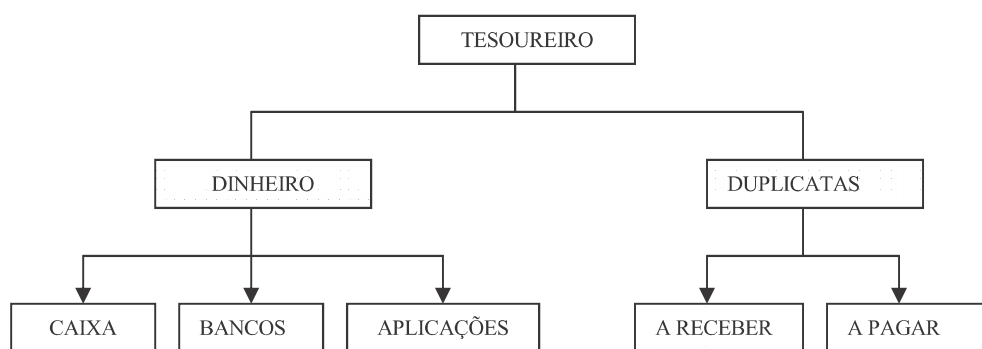 TESOUREIRO
DINHEIRO
DUPLICATAS
CAIXA
BANCOS
APLICAÇÕES
A RECEBER
A PAGAR